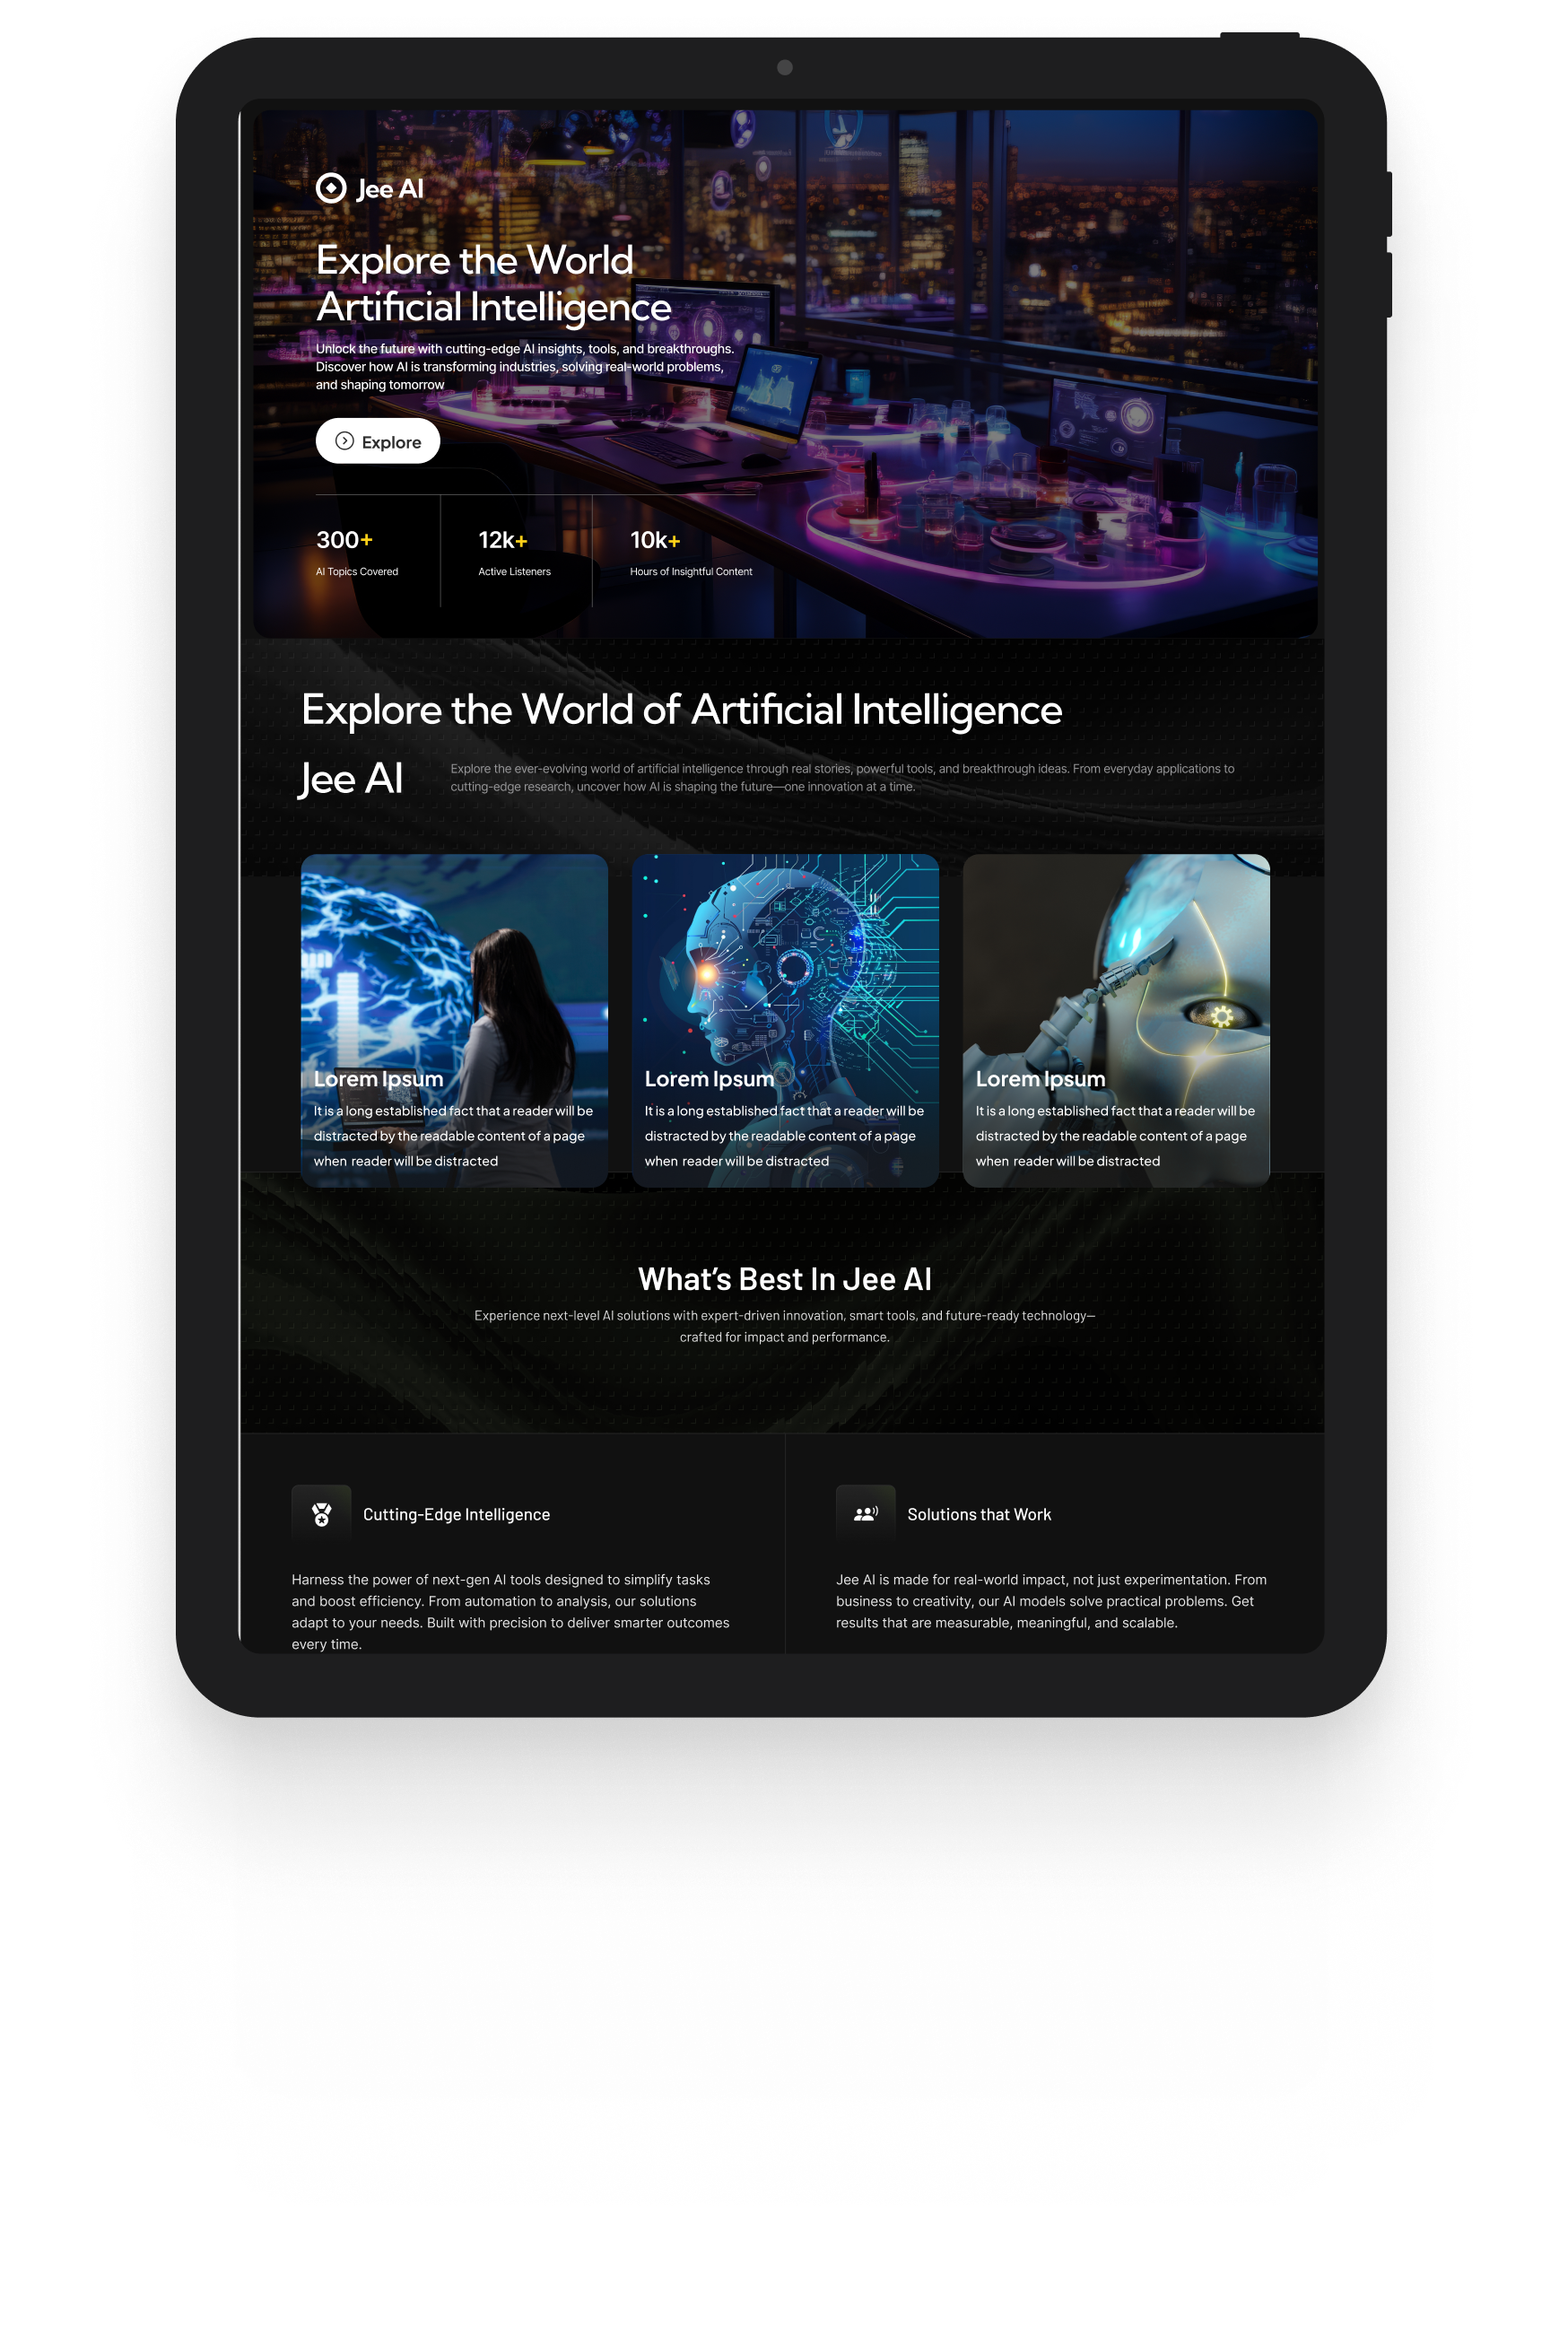 Jee AI
Explore the World
Artificial Intelligence
Unlock the future with cutting-edge AI insights, tools, and breakthroughs.
Discover how AI is transforming industries, solving real-world problems,
and shaping tomorrow
Explore
300+
AI Topics Covered
12k+
Active Listeners
10k+
Hours of Insightful Content
Explore the World of Artificial Intelligence
Jee AI
Explore the ever-evolving world of artificial intelligence through real stories, powerful tools, and breakthrough ideas. From everyday applications to
cutting-edge research, uncover how AI is shaping the future—one innovation at a time.
Lorem Ipsum
It is a long established fact that a reader will be
distracted by the readable content of a page
when reader will be distracted
Lorem Ipsum
It is a long established fact that a reader will be
distracted by the readable content of a page
when reader will be distracted
Lorem Ipsum
It is a long established fact that a reader will be
distracted by the readable content of a page
when reader will be distracted
What's Best In Jee AI
Experience next-level AI solutions with expert-driven innovation, smart tools, and future-ready technology—
crafted for impact and performance.
Cutting-Edge Intelligence
Harness the power of next-gen AI tools designed to simplify tasks
and boost efficiency. From automation to analysis, our solutions
adapt to your needs. Built with precision to deliver smarter outcomes
every time.
Solutions that Work
Jee AI is made for real-world impact, not just experimentation. From
business to creativity, our AI models solve practical problems. Get
results that are measurable, meaningful, and scalable.